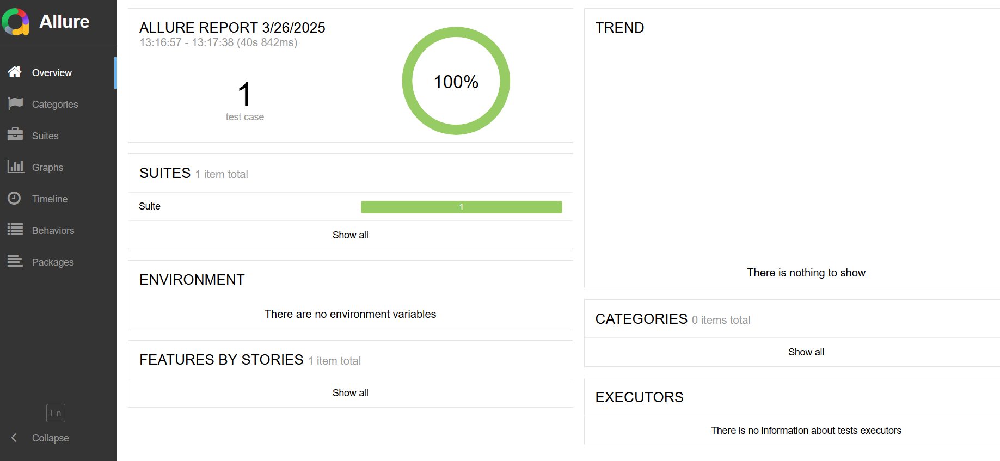 Allure
Overview
Categories
Suites
Graphs
Timeline
Behaviors
Packages
En
Collapse
ALLURE REPORT 3/26/2025
13:16:57 - 13:17:38 (40s 842ms)
1
test case
100%
SUITES 1 item total
Suite 1
Show all
ENVIRONMENT
There are no environment variables
FEATURES BY STORIES 1 item total
Show all
TREND
There is nothing to show
CATEGORIES 0 items total
Show all
EXECUTORS
There is no information about tests executors